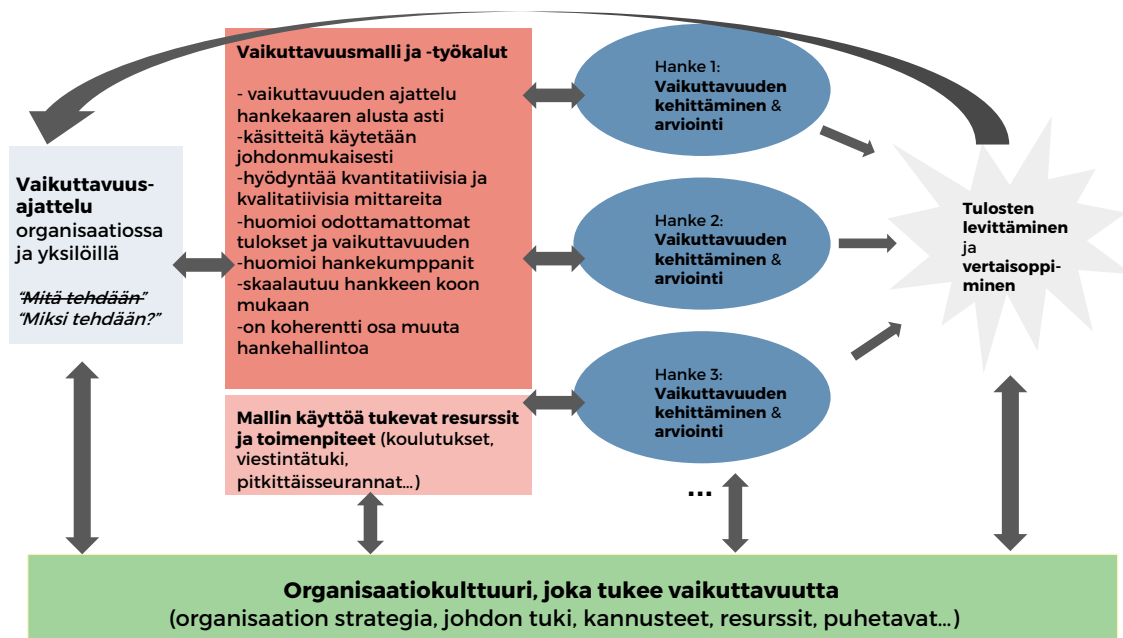 Vaikuttavuus-
ajattelu
organisaatiossa
ja yksilöillä
“Mitä tehdään”
“Miksi tehdään?”
Vaikuttavuusmalli ja -työkalut
- vaikuttavuuden ajattelu
hankekaaren alusta asti
-käsitteitä käytetään
johdonmukaisesti
-hyödyntää kvantitatiivisia ja
kvalitatiivisia mittareita
-huomioi odottamattomat
tulokset ja vaikuttavuuden
-huomioi hankekumppanit
-skaalautuu hankkeen koon
mukaan
-on koherentti osa muuta
hankehallintoa
Mallin käyttöä tukevat resurssit
ja toimenpiteet (koulutukset,
viestintätuki,
pitkittäisseurannat…)
Hanke 1:
Vaikuttavuuden
kehittäminen &
arviointi
Hanke 2:
Vaikuttavuuden
kehittäminen &
arviointi
Hanke 3:
Vaikuttavuuden
kehittäminen &
arviointi
...
Tulosten
levittäminen
ja
vertaisoppi-
minen
Organisaatiokulttuuri, joka tukee vaikuttavuutta
(organisaation strategia, johdon tuki, kannusteet, resurssit, puhetavat…)